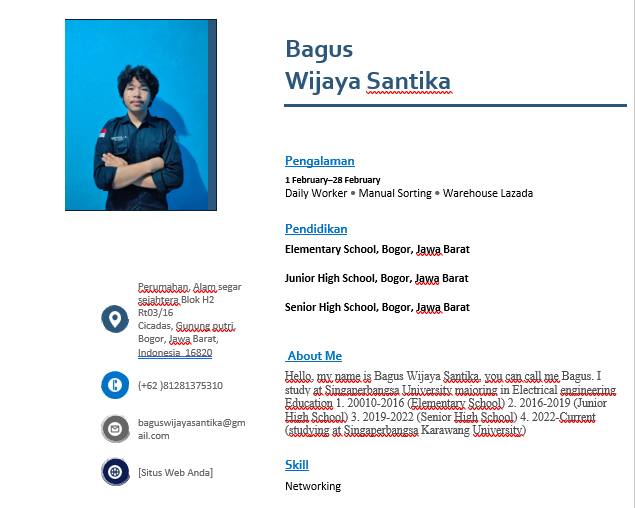 Bagus
Wijaya Santika
Pengalaman
1 February–28 February
Daily Worker • Manual Sorting • Warehouse Lazada
Pendidikan
Elementary School, Bogor, Jawa Barat
Junior High School, Bogor, Jawa Barat
Senior High School, Bogor, Jawa Barat
Perumahan, Alam segar
sejahtera Blok H2
Rt03/16
Cicadas, Gunung putri,
Bogor, Jawa Barat,
Indonesia 16820
(+62 )81281375310
baguswijayasantika@gm
ail.com
[Situs Web Anda]
About Me
Hello, my name is Bagus Wijaya Santika, you can call me Bagus. I
study at Singaperbangsa University majoring in Electrical engineering
Education 1. 20010-2016 (Elementary School) 2. 2016-2019 (Junior
High School) 3. 2019-2022 (Senior High School) 4. 2022-Current
(studying at Singaperbangsa Karawang University)
Skill
Networking